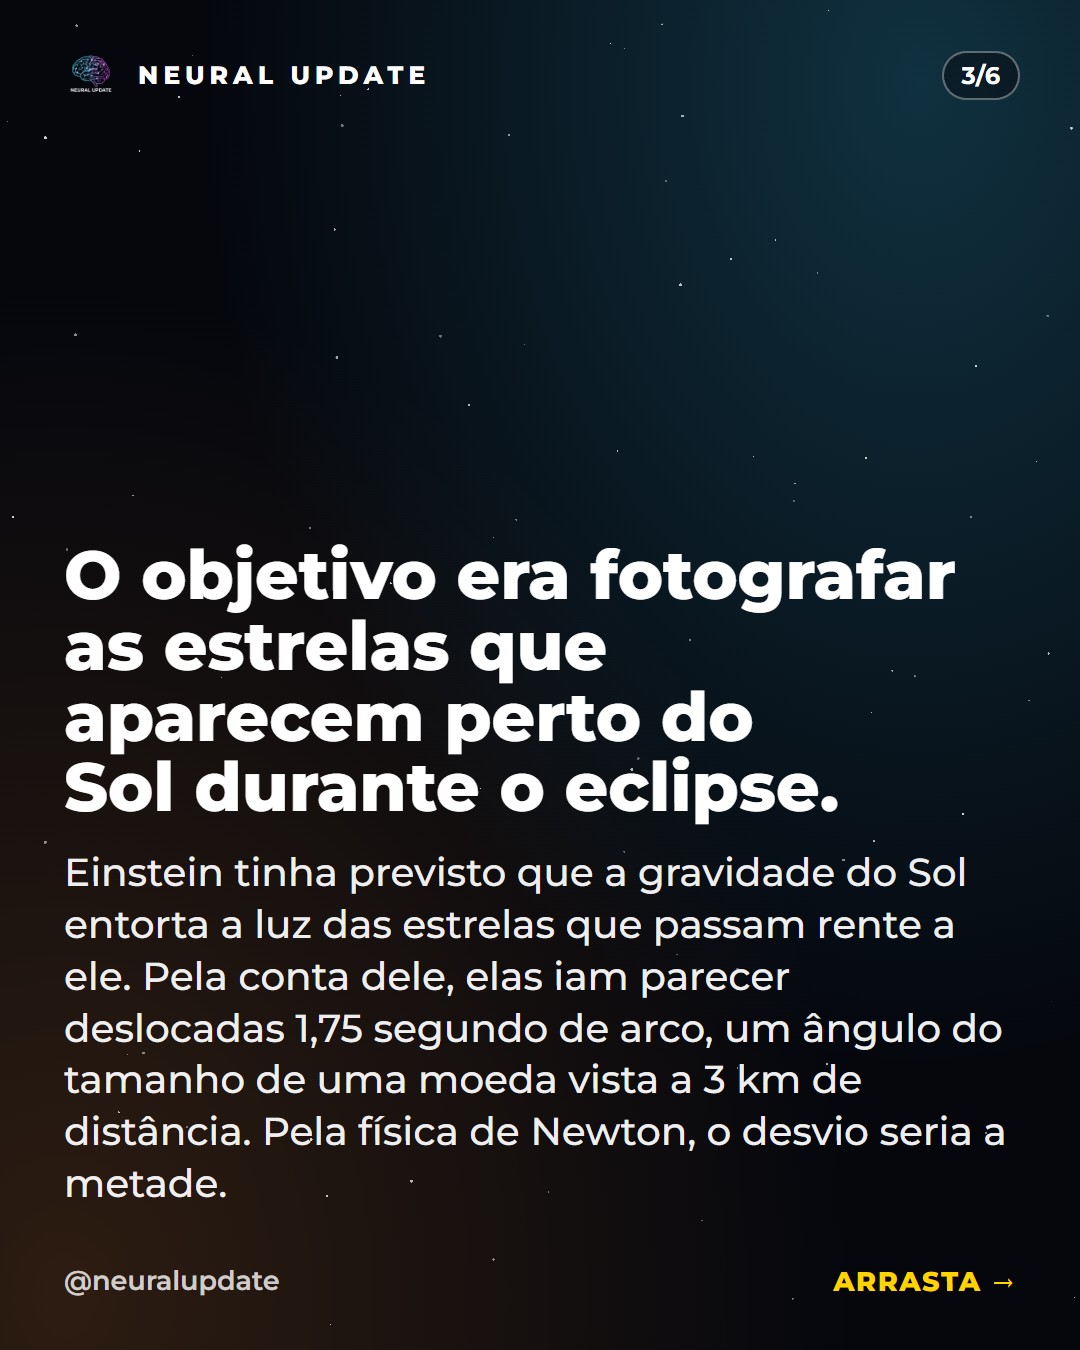 NEURAL UPDATE
NEURAL UPDATE
3/6
O objetivo era fotografar
as estrelas que
aparecem perto do
Sol durante o eclipse.
Einstein tinha previsto que a gravidade do Sol
entorta a luz das estrelas que passam rente a
ele. Pela conta dele, elas iam parecer
deslocadas 1,75 segundo de arco, um ângulo do
tamanho de uma moeda vista a 3 km de
distância. Pela física de Newton, o desvio seria a
metade.
@neuralupdate
ARRASTA →